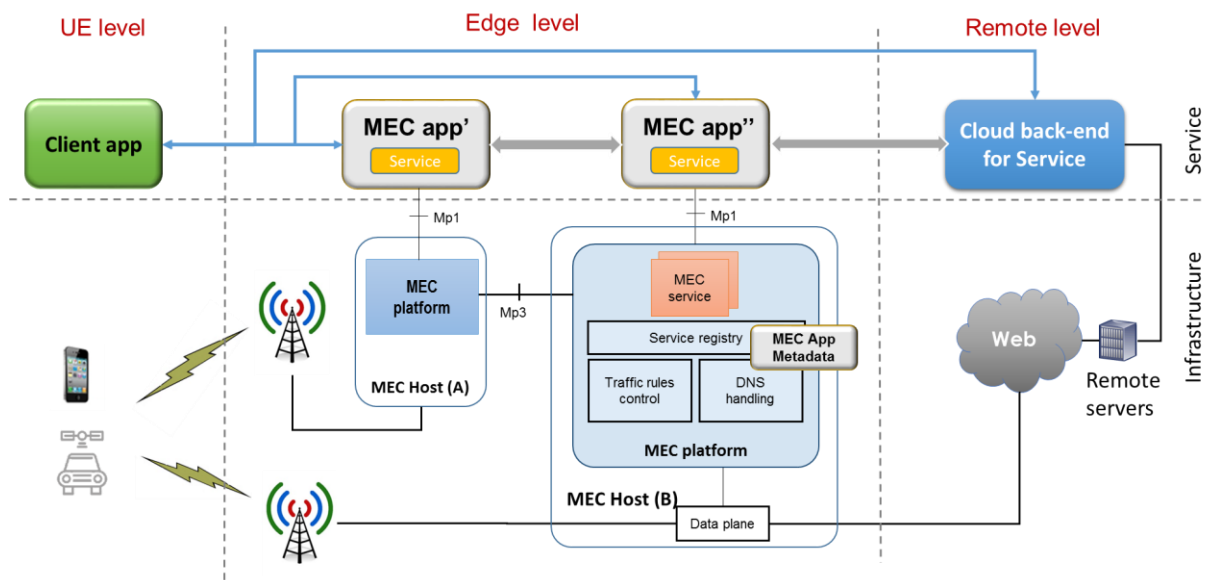 UE level
Edge level
Remote level
Client app
MEC app’
Service
MEC app’’
Service
Cloud back-end
for Service
Service
Mp1
Mp1
MEC
platform
Mp3
MEC Host (A)
MEC
service
Service registry
MEC App
Metadata
Traffic rules
control
DNS
handling
MEC platform
MEC Host (B)
Data plane
Web
Remote
servers
Infrastructure